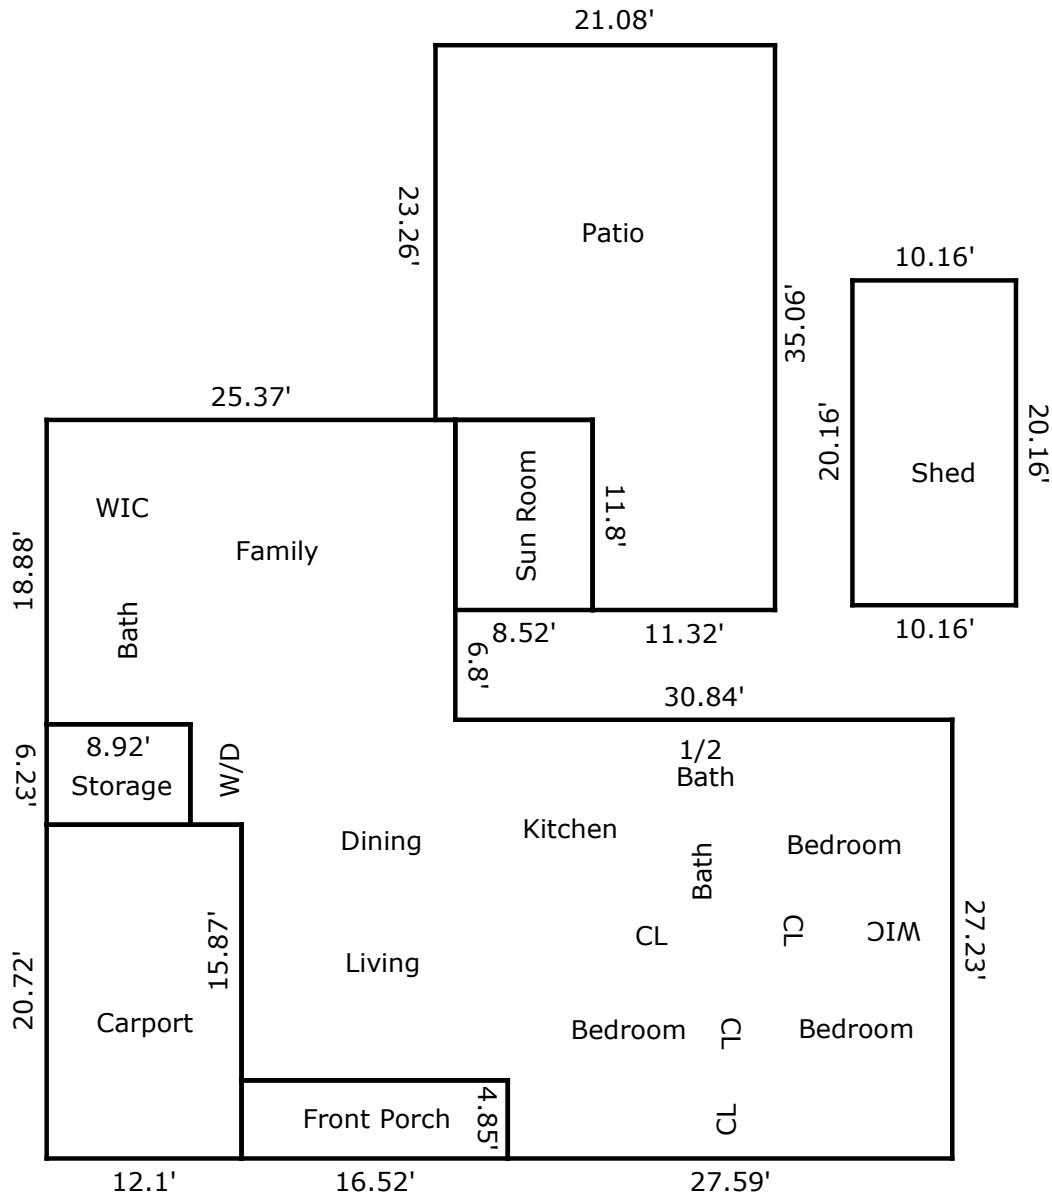 21.08'
23.26'
Patio
10.16'
35.06'
25.37'
20.16'
20.16'
Shed
WIC
Sun Room
11.8'
Family
18.88'
Bath
10.16'
8.52'
11.32'
6.8'
30.84'
8.92'
1/2
Bath
6.23'
Storage
W/D
Dining
Kitchen
Bedroom
Bath
CL
CL
WIC
27.23'
15.87'
Living
20.72'
Carport
Bedroom
CL
Bedroom
Front Porch
4.85'
CL
12.1'
16.52'
27.59'